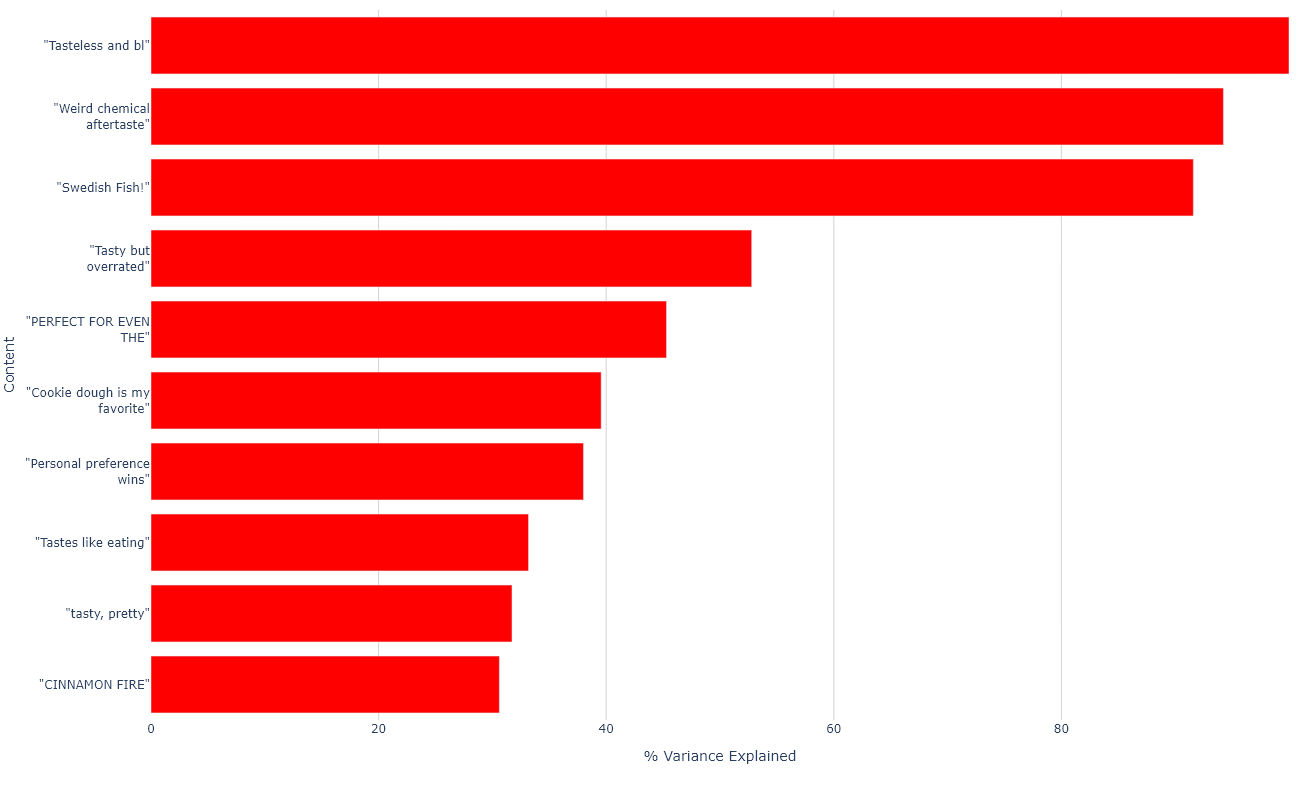 "Tasteless and bl"
"Weird chemical
aftertaste"
"Swedish Fish!"
"Tasty but
overrated"
"PERFECT FOR EVEN
THE"
"Cookie dough is my
favorite"
"Personal preference
wins"
"Tastes like eating"
"tasty, pretty"
"CINNAMON FIRE"
Content
0 20 40 60 80
% Variance Explained